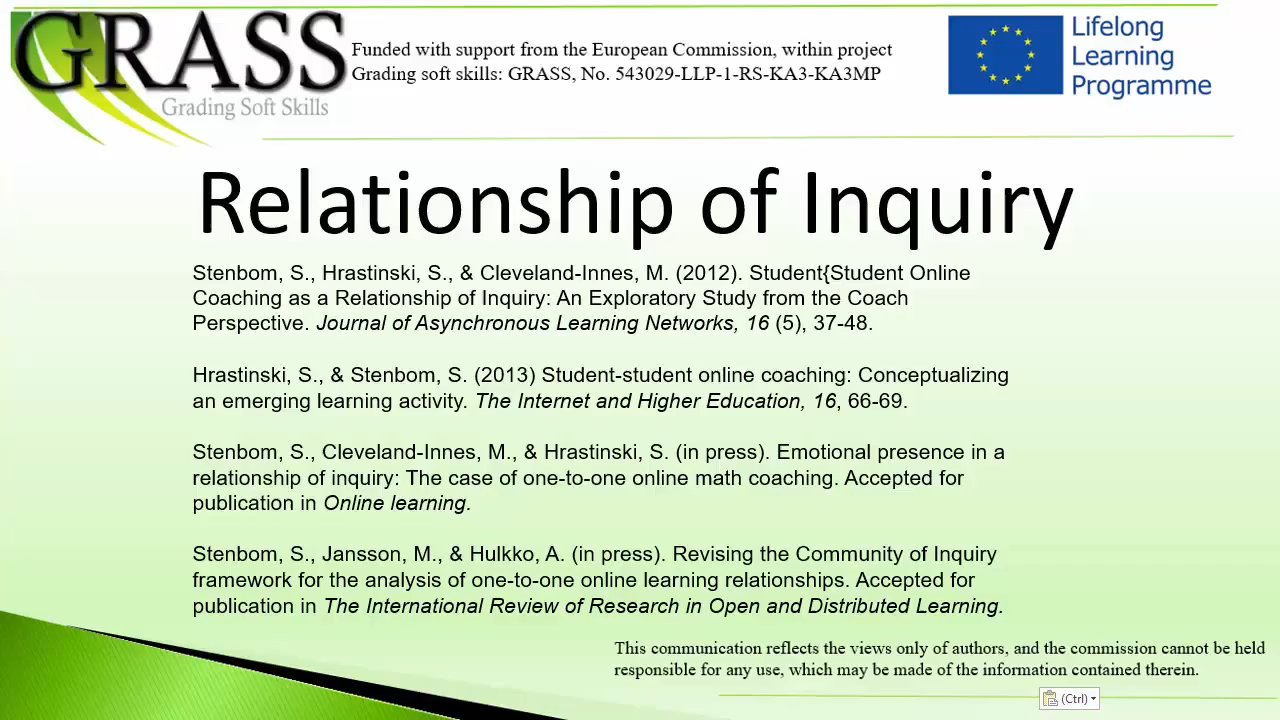 GRASS
Grading Soft Skills
Funded with support from the European Commission, within project
Grading soft skills: GRASS, No. 543029-LLP-1-RS-KA3-KA3MP
Lifelong
Learning
Programme
Relationship of Inquiry
Stenbom, S., Hrastinski, S., & Cleveland-Innes, M. (2012). Student{Student Online
Coaching as a Relationship of Inquiry: An Exploratory Study from the Coach
Perspective. Journal of Asynchronous Learning Networks, 16 (5), 37-48.
Hrastinski, S., & Stenbom, S. (2013) Student-student online coaching: Conceptualizing
an emerging learning activity. The Internet and Higher Education, 16, 66-69.
Stenbom, S., Cleveland-Innes, M., & Hrastinski, S. (in press). Emotional presence in a
relationship of inquiry: The case of one-to-one online math coaching. Accepted for
publication in Online learning.
Stenbom, S., Jansson, M., & Hulkko, A. (in press). Revising the Community of Inquiry
framework for the analysis of one-to-one online learning relationships. Accepted for
publication in The International Review of Research in Open and Distributed Learning.
This communication reflects the views only of authors, and the commission cannot be held
responsible for any use, which may be made of the information contained therein.
(Ctrl)